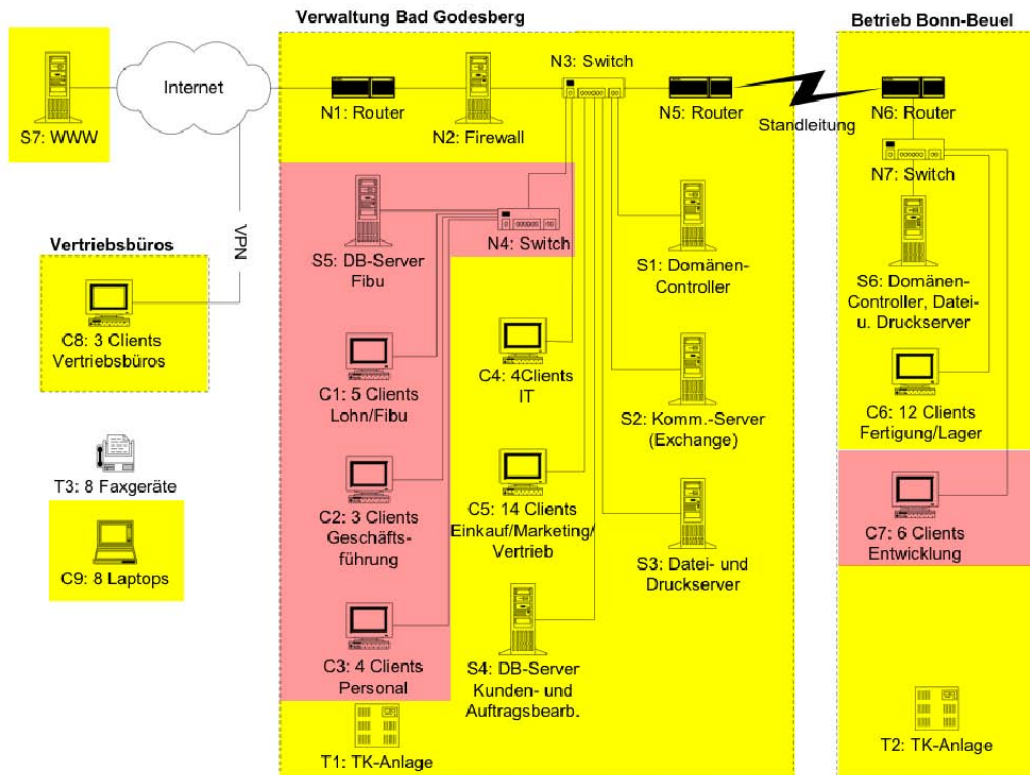 Verwaltung Bad Godesberg
Betrieb Bonn-Beuel
S7: WWW
Internet
N1: Router
N2: Firewall
N3: Switch
N5: Router
Standleitung
N6: Router
N7: Switch
VPN
Vertriebsbüros
C8: 3 Clients
Vertriebsbüros
T3: 8 Faxgeräte
C9: 8 Laptops
S5: DB-Server
Fibu
N4: Switch
C1: 5 Clients
Lohn/Fibu
C2: 3 Clients
Geschäfts-
führung
C3: 4 Clients
Personal
T1: TK-Anlage
C4: 4Clients
IT
C5: 14 Clients
Einkauf/Marketing/
Vertrieb
S4: DB-Server
Kunden- und
Auftragsbearb.
S1: Domänen-
Controller
S2: Komm.-Server
(Exchange)
S3: Datei- und
Druckserver
S6: Domänen-
Controller, Datei-
u. Druckserver
C6: 12 Clients
Fertigung/Lager
C7: 6 Clients
Entwicklung
T2: TK-Anlage